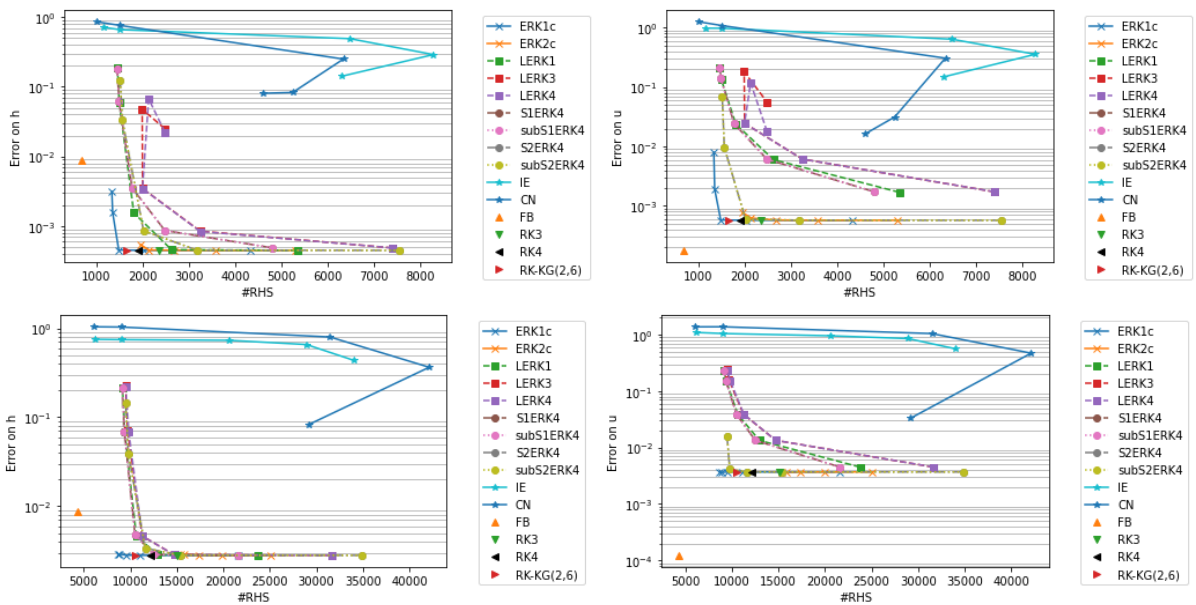 Error on h
10⁰
10⁻¹
10⁻²
10⁻³
1000 2000 3000 4000 5000 6000 7000 8000
#RHS
ERK1c
ERK2c
LERK1
LERK3
LERK4
S1ERK4
subS1ERK4
S2ERK4
subS2ERK4
IE
CN
FB
RK3
RK4
RK-KG(2,6)
Error on u
10⁰
10⁻¹
10⁻²
10⁻³
1000 2000 3000 4000 5000 6000 7000 8000
#RHS
ERK1c
ERK2c
LERK1
LERK3
LERK4
S1ERK4
subS1ERK4
S2ERK4
subS2ERK4
IE
CN
FB
RK3
RK4
RK-KG(2,6)
Error on h
10⁰
10⁻¹
10⁻²
5000 10000 15000 20000 25000 30000 35000 40000
#RHS
ERK1c
ERK2c
LERK1
LERK3
LERK4
S1ERK4
subS1ERK4
S2ERK4
subS2ERK4
IE
CN
FB
RK3
RK4
RK-KG(2,6)
Error on u
10⁰
10⁻¹
10⁻²
10⁻³
10⁻⁴
5000 10000 15000 20000 25000 30000 35000 40000
#RHS
ERK1c
ERK2c
LERK1
LERK3
LERK4
S1ERK4
subS1ERK4
S2ERK4
subS2ERK4
IE
CN
FB
RK3
RK4
RK-KG(2,6)